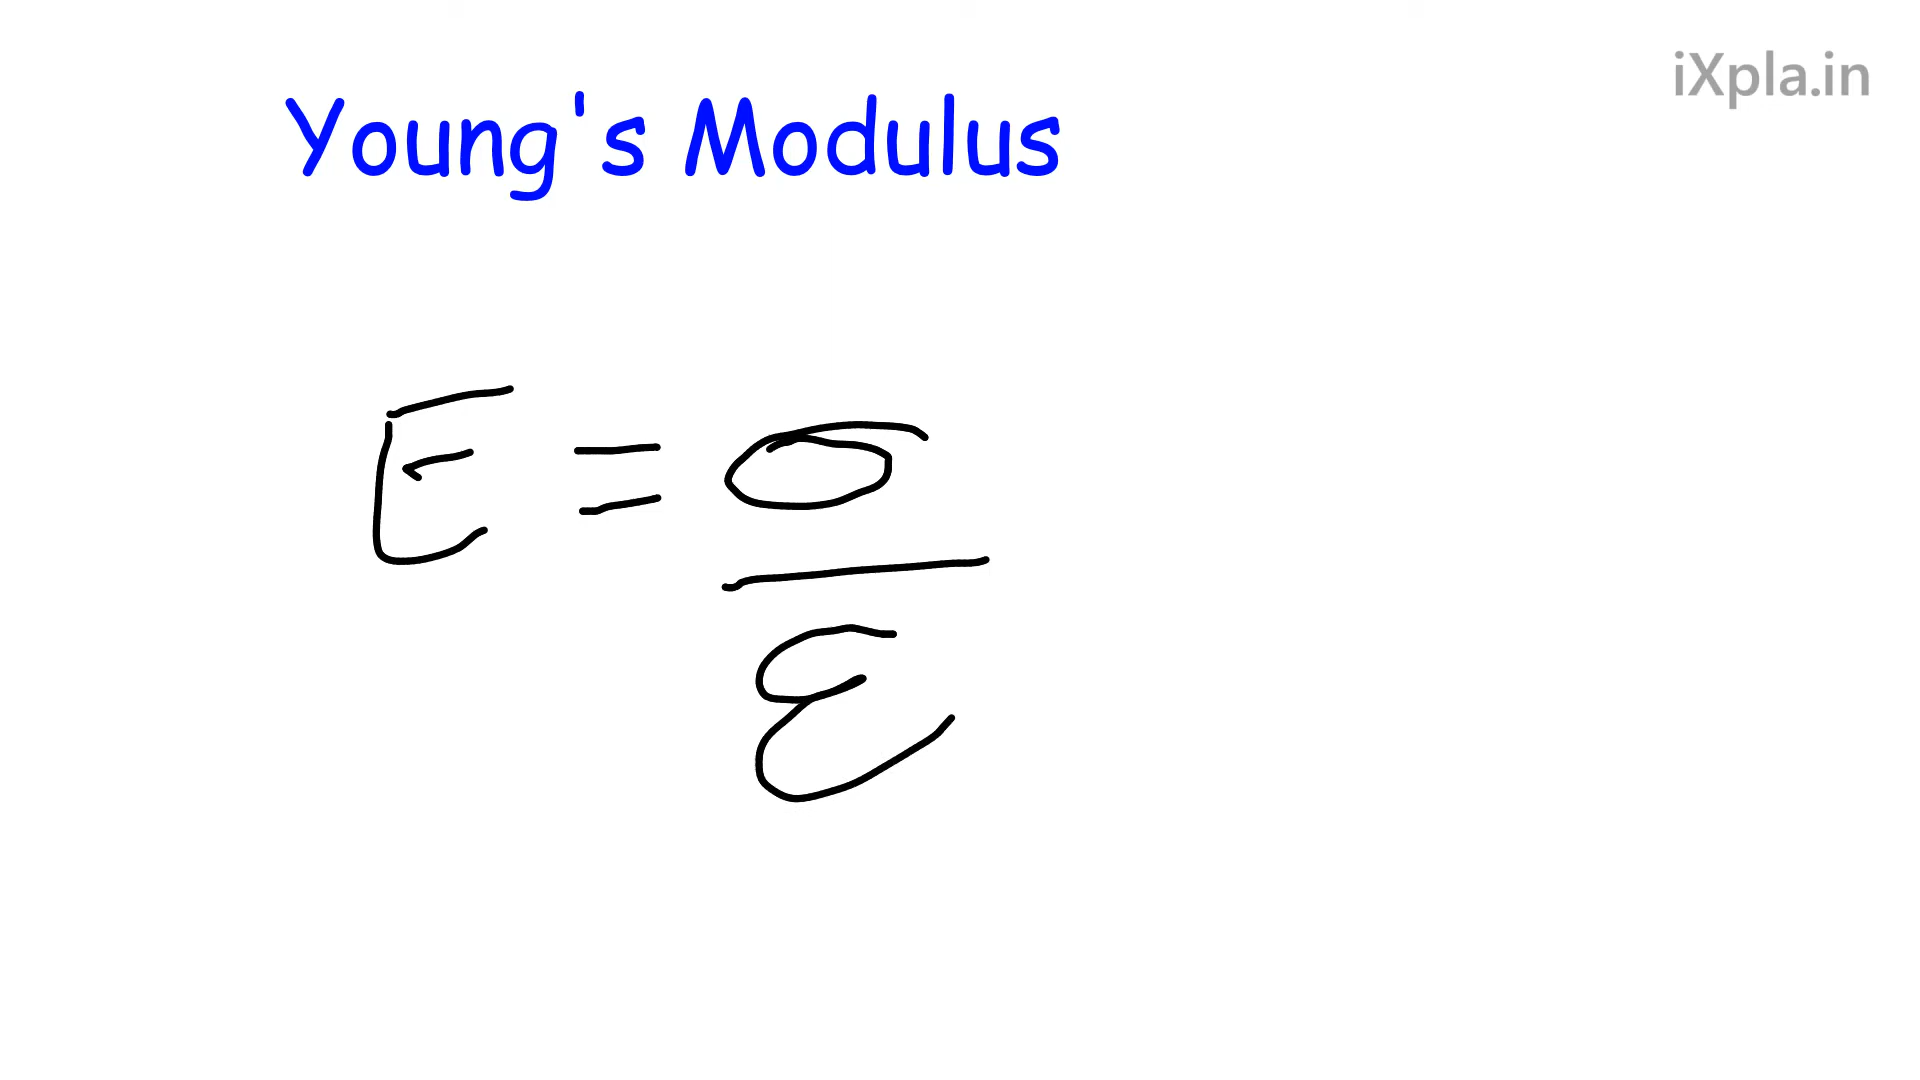 iXpla.in
Young's Modulus
E = σ / ε